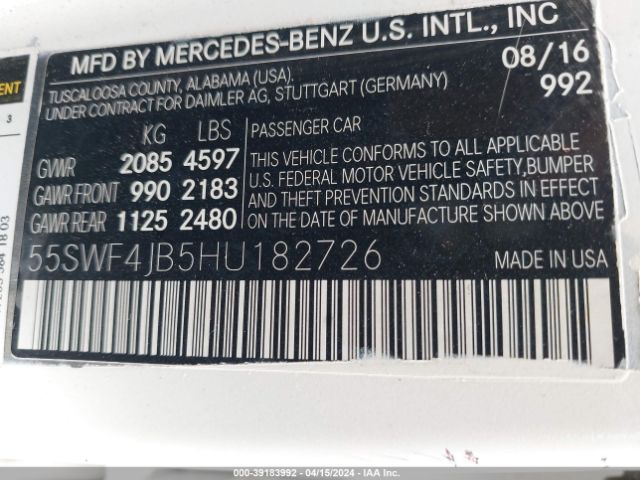 MFD BY MERCEDES-BENZ U.S. INTL., INC
TUSCALOOSA COUNTY, ALABAMA (USA).
UNDER CONTRACT FOR DAIMLER AG, STUTTGART (GERMANY)
08/16
992
KG LBS
GVWR 2085 4597
GAWR FRONT 990 2183
GAWR REAR 1125 2480
PASSENGER CAR
THIS VEHICLE CONFORMS TO ALL APPLICABLE
U.S. FEDERAL MOTOR VEHICLE SAFETY,BUMPER
AND THEFT PREVENTION STANDARDS IN EFFECT
ON THE DATE OF MANUFACTURE SHOWN ABOVE.
55SWF4JB5HU182726
MADE IN USA
3
000-39183992 - 04/15/2024 - IAA Inc.